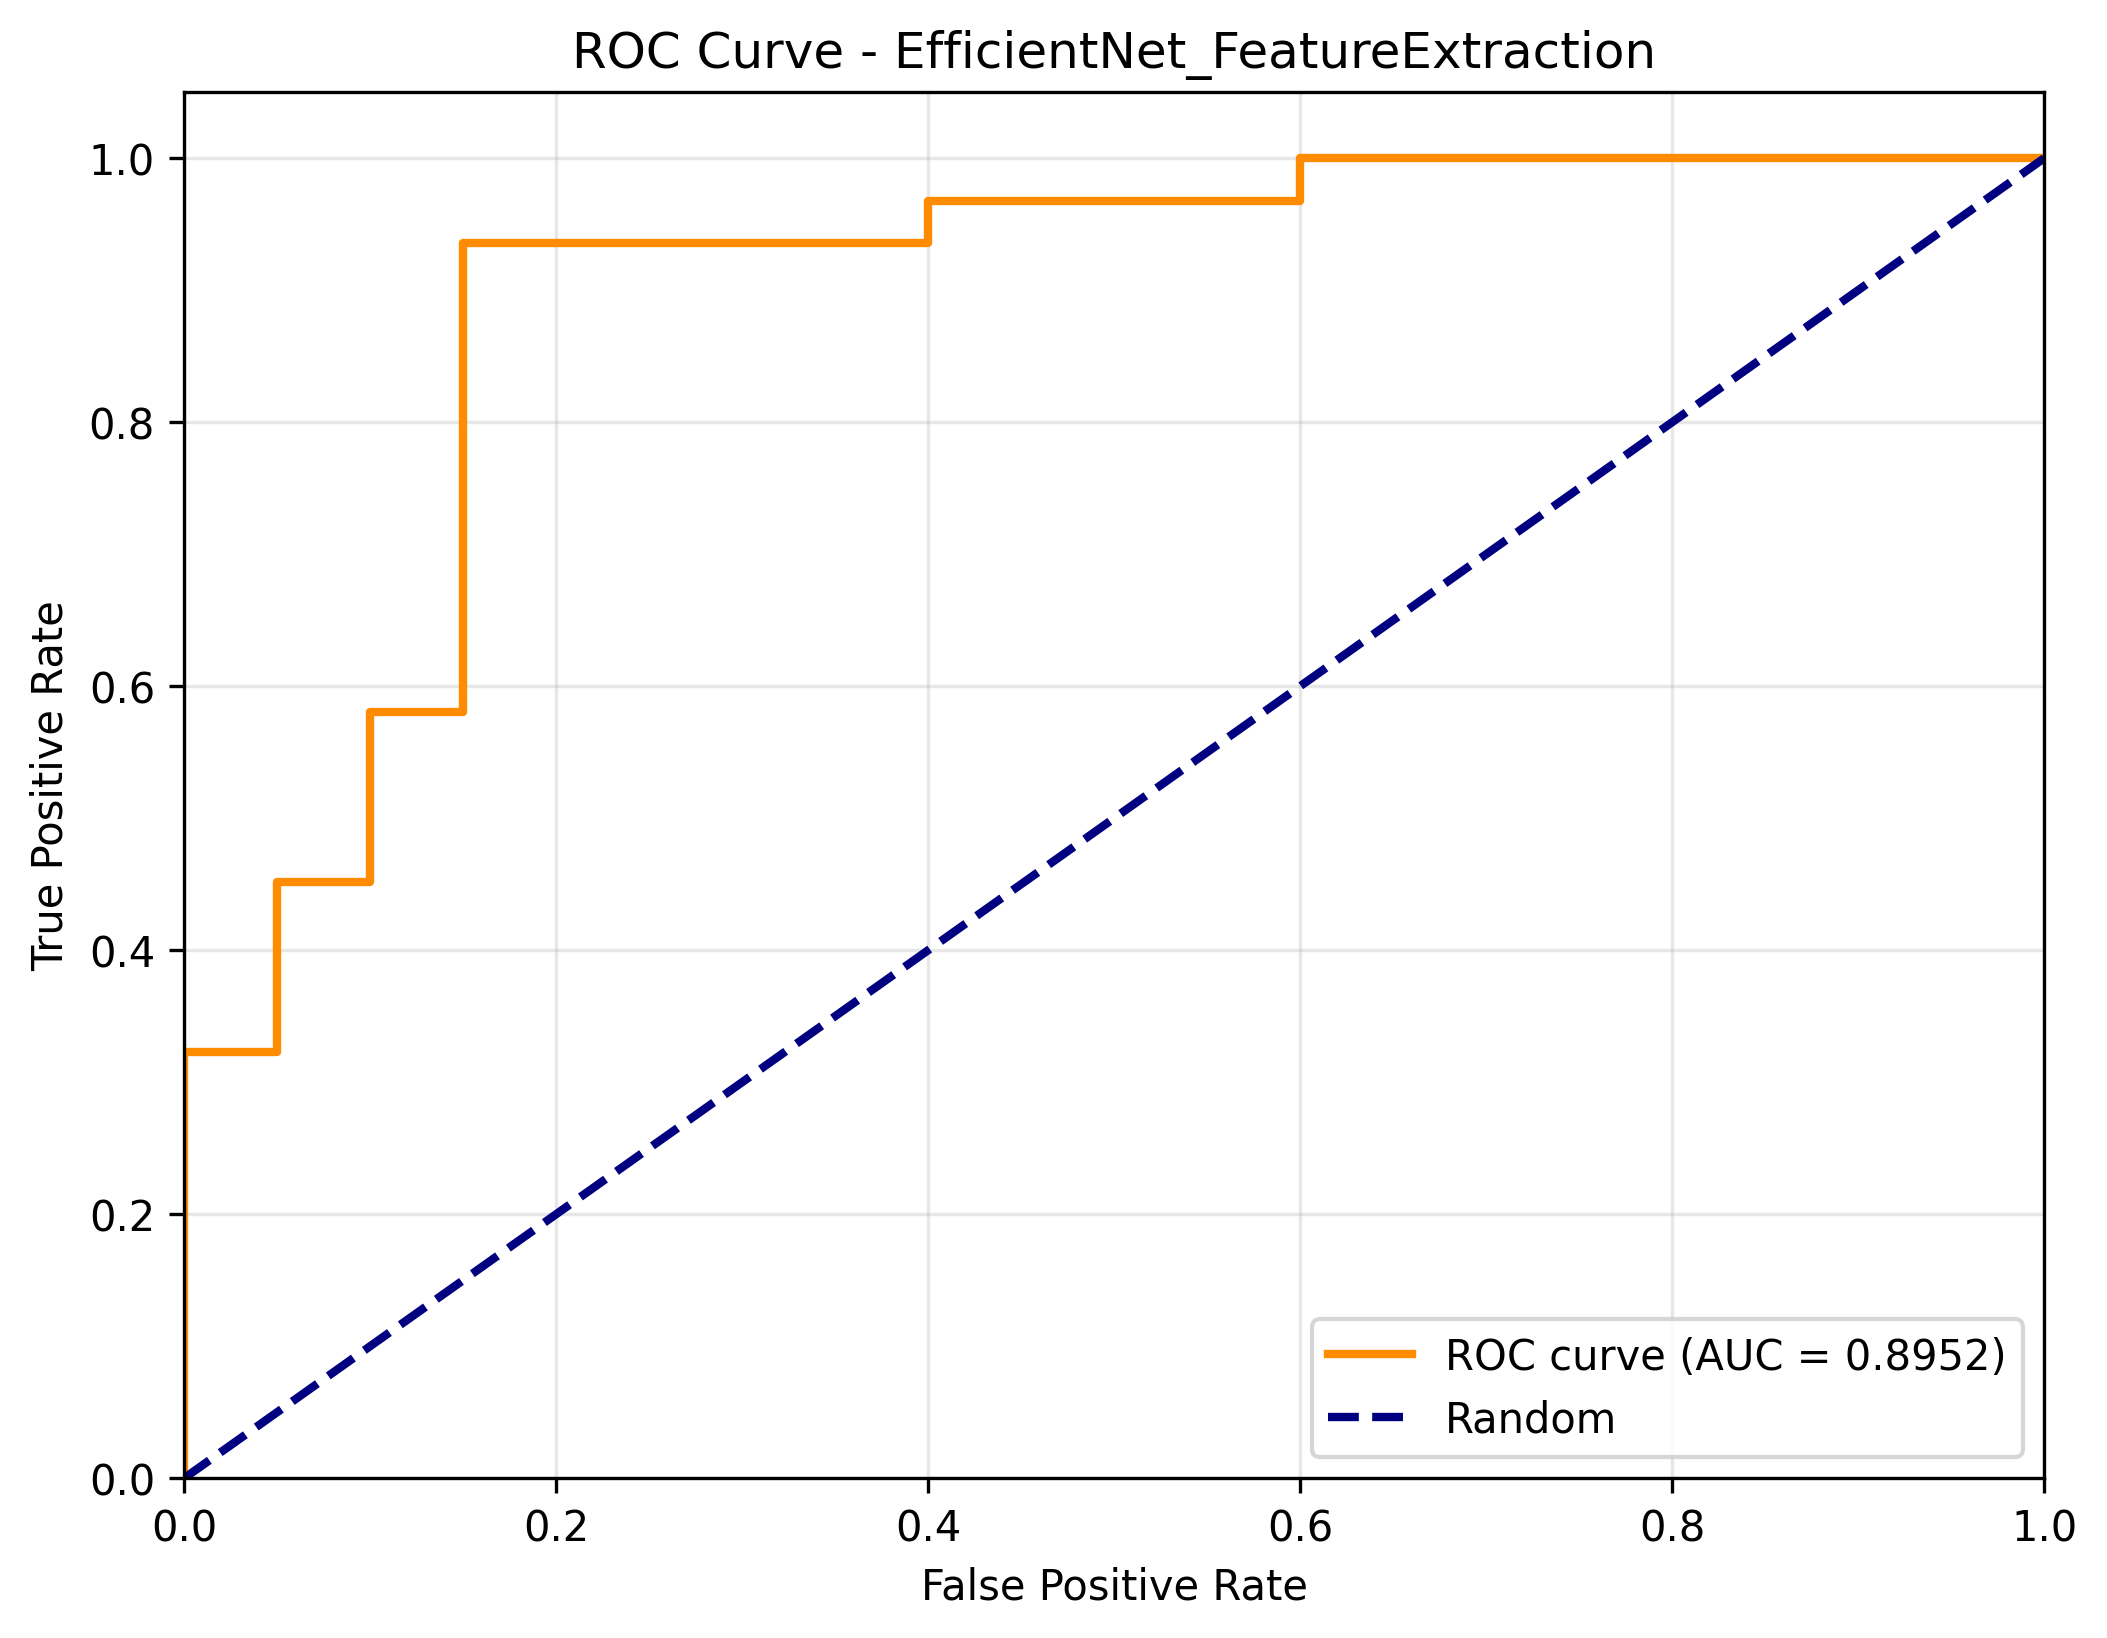 ROC Curve - EfficientNet_FeatureExtraction
1.0
0.8
0.6
0.4
0.2
0.0
True Positive Rate
ROC curve (AUC = 0.8952)
Random
0.0 0.2 0.4 0.6 0.8 1.0
False Positive Rate